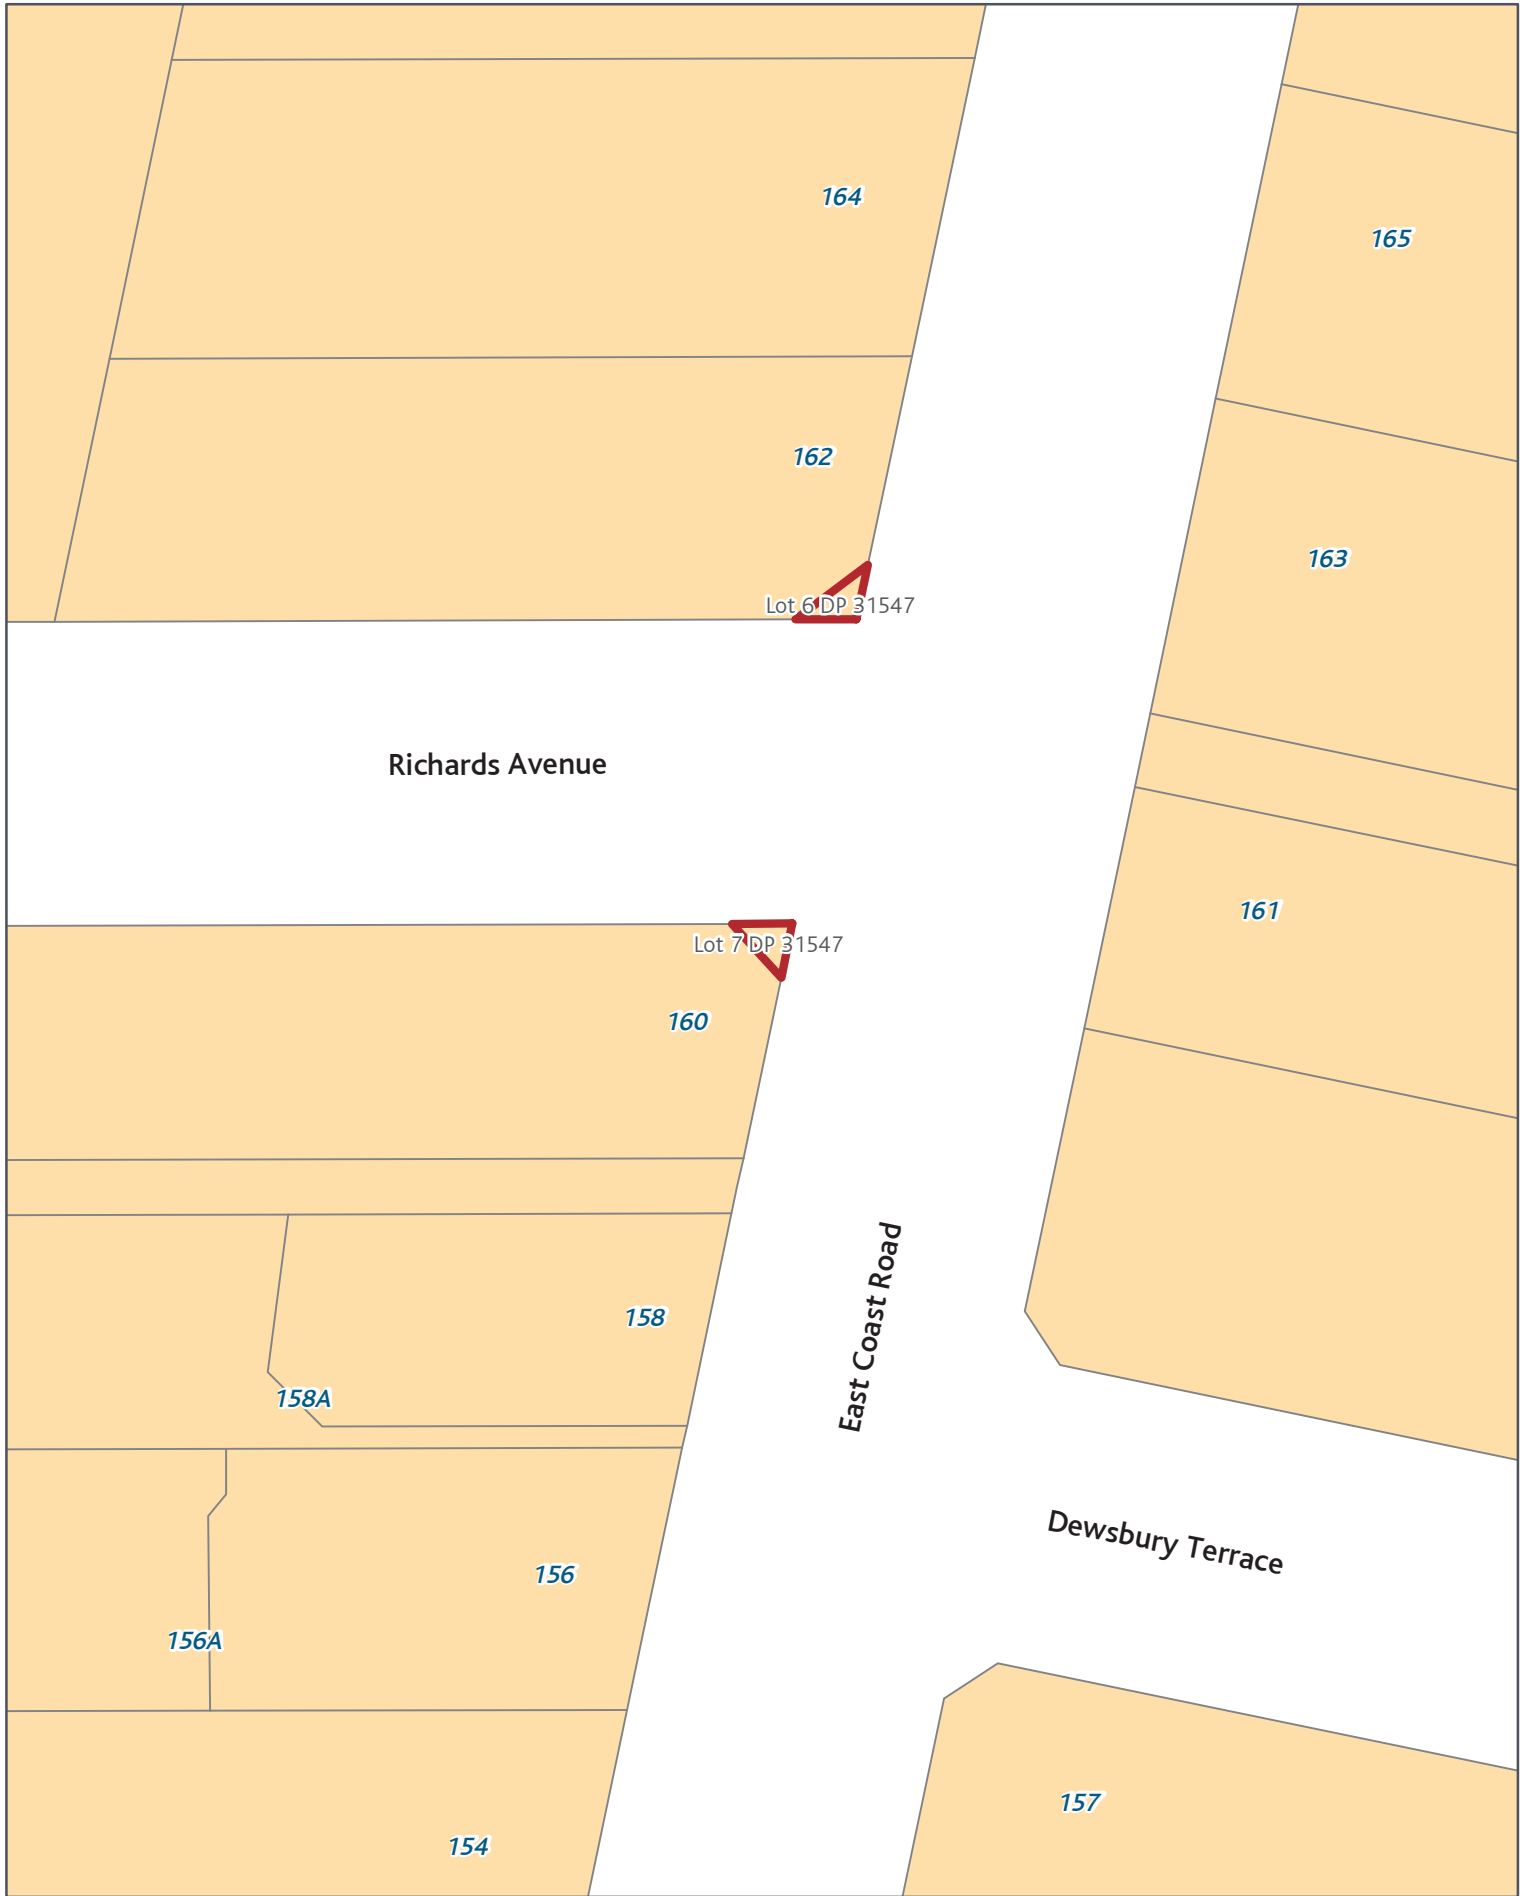 164
165
162
163
Lot 6 DP 31547
Richards Avenue
161
Lot 7 DP 31547
160
East Coast Road
158
158A
Dewsbury Terrace
156
156A
157
154